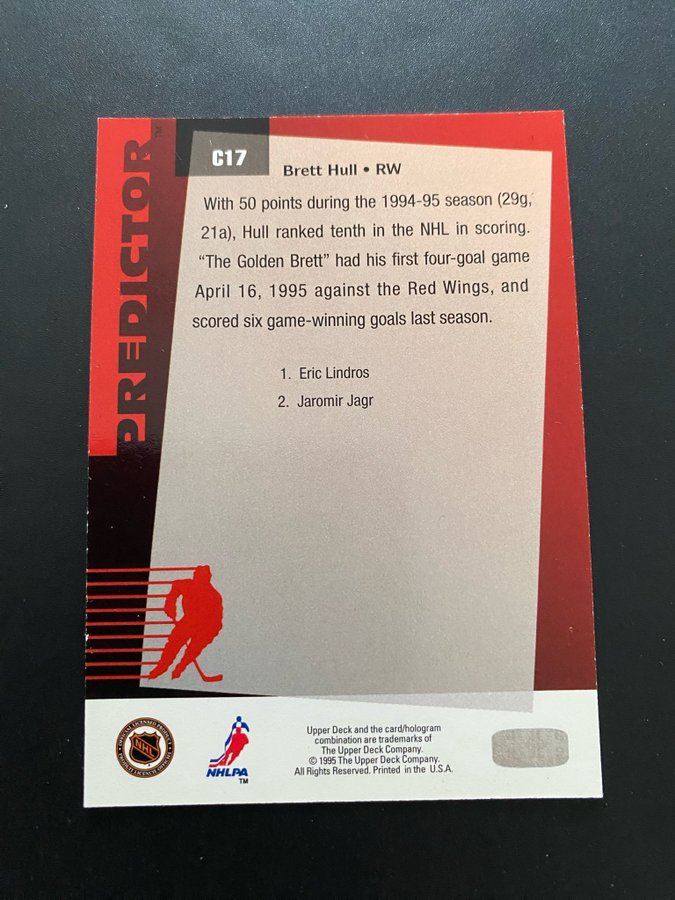 PREDICTOR™
C17
Brett Hull • RW
With 50 points during the 1994-95 season (29g,
21a), Hull ranked tenth in the NHL in scoring.
“The Golden Brett” had his first four-goal game
April 16, 1995 against the Red Wings, and
scored six game-winning goals last season.
1. Eric Lindros
2. Jaromir Jagr
NHL
NHLPA
™
Upper Deck and the card/hologram
combination are trademarks of
The Upper Deck Company.
© 1995 The Upper Deck Company.
All Rights Reserved. Printed in the U.S.A.